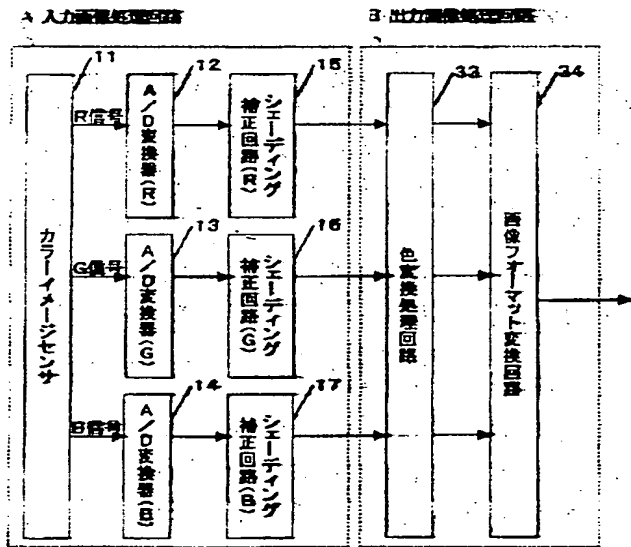 A 入力画像処理回路
B 出力画像処理回路
11
12
15
33
34
R信号
A/D変換器(R)
シェーディング
補正回路(R)
13
16
カラーイメージセンサ
G信号
A/D変換器(G)
シェーディング
補正回路(G)
色変換処理回路
画像フオーマット変換回路
14
17
B信号
A/D変換器(B)
シェーディング
補正回路(B)